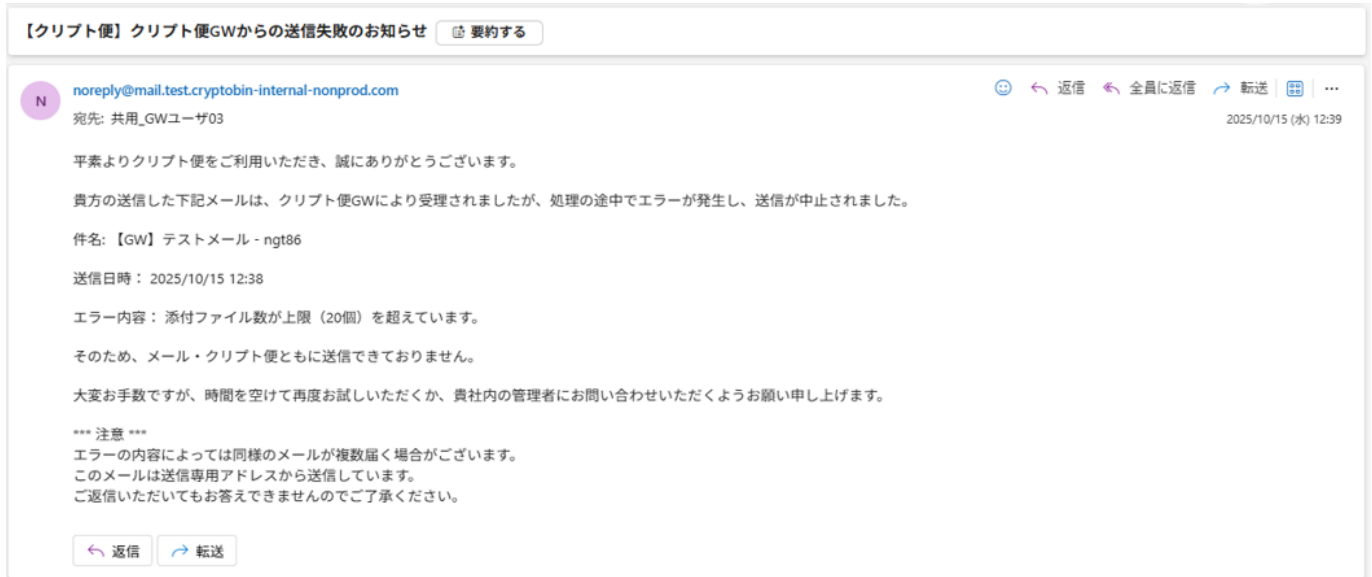 【クリプト便】クリプト便GWからの送信失敗のお知らせ 要約する
N
noreply@mail.test.cryptobin-internal-nonprod.com
返信 全員に返信 転送 ...
宛先: 共用_GWユーザ03
2025/10/15 (水) 12:39
平素よりクリプト便をご利用いただき、誠にありがとうございます。
貴方の送信した下記メールは、クリプト便GWにより受理されましたが、処理の途中でエラーが発生し、送信が中止されました。
件名: 【GW】テストメール - ngt86
送信日時： 2025/10/15 12:38
エラー内容： 添付ファイル数が上限（20個）を超えています。
そのため、メール・クリプト便ともに送信できておりません。
大変お手数ですが、時間を空けて再度お試しいただくか、貴社内の管理者にお問い合わせいただくようお願い申し上げます。
*** 注意 ***
エラーの内容によっては同様のメールが複数届く場合がございます。
このメールは送信専用アドレスから送信しています。
ご返信いただいてもお答えできませんのでご了承ください。
返信 転送